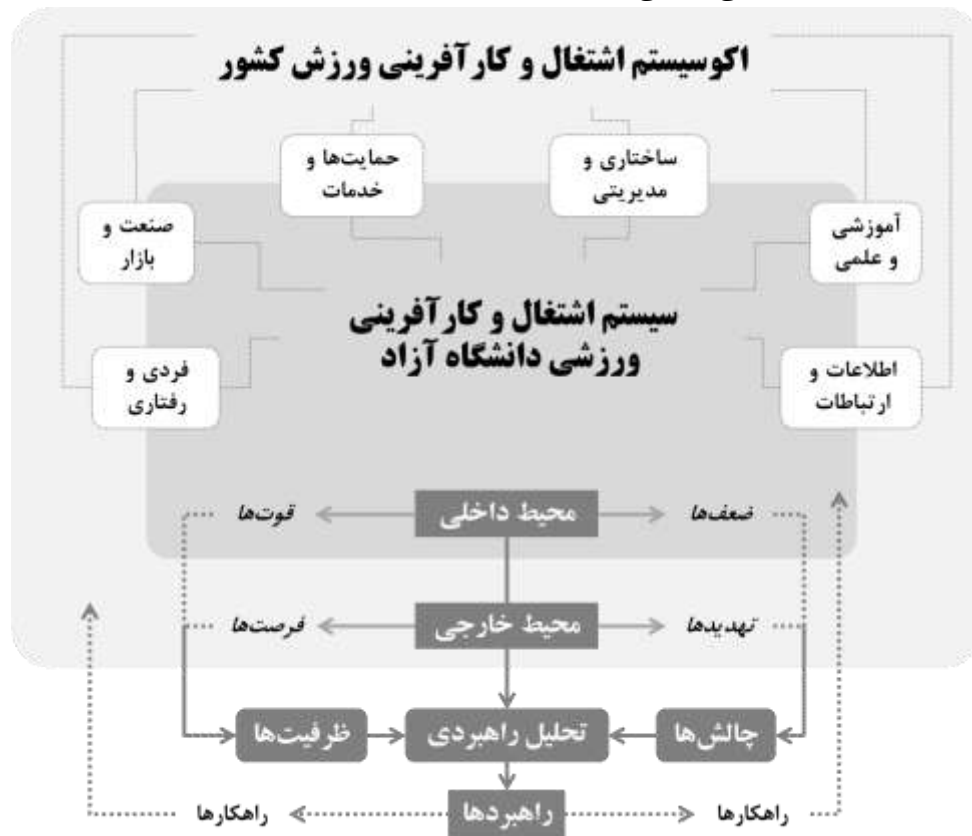 اکوسیستم اشتغال و کارآفرینی ورزش کشور
ساختاری و
مدیریتی
حمایت‌ها و
خدمات
آموزشی
و علمی
صنعت و
بازار
سیستم اشتغال و کارآفرینی
ورزشی دانشگاه آزاد
اطلاعات و
ارتباطات
فردی و
رفتاری
ضعف‌ها
محیط داخلی
قوت‌ها
تهدیدها
محیط خارجی
فرصت‌ها
چالش‌ها
تحلیل راهبردی
ظرفیت‌ها
راهکارها
راهبردها
راهکارها